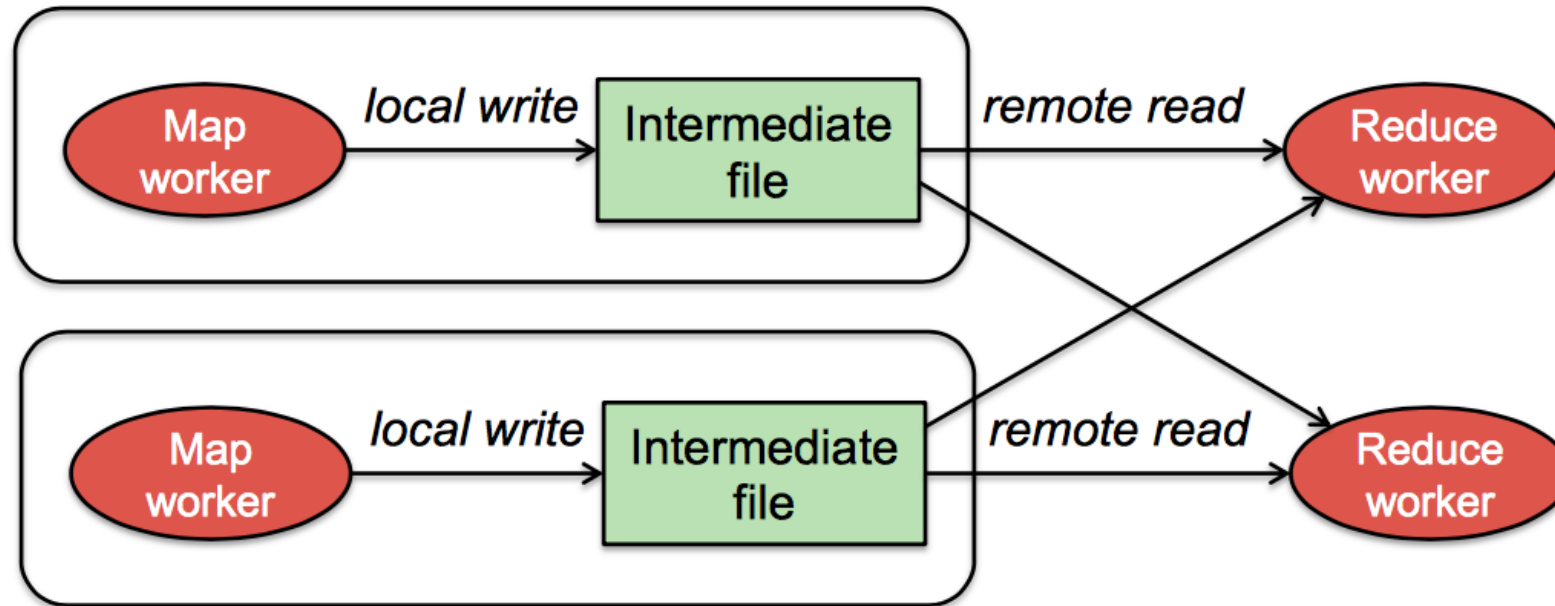 Map
worker
local write
Intermediate
file
remote read
Reduce
worker
Map
worker
local write
Intermediate
file
remote read
Reduce
worker